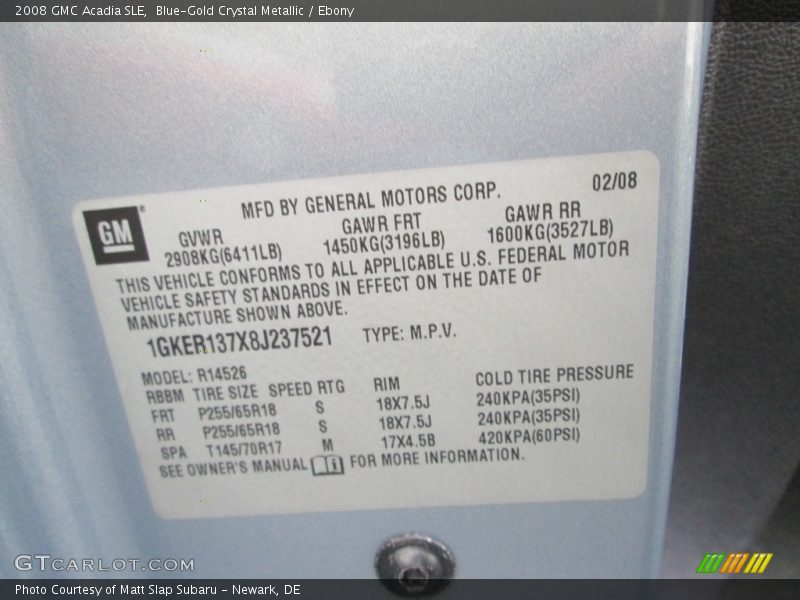 2008 GMC Acadia SLE,  Blue-Gold Crystal Metallic / Ebony
MFD BY GENERAL MOTORS CORP. 02/08
GM
GVWR GAWR FRT GAWR RR
2908KG(6411LB) 1450KG(3196LB) 1600KG(3527LB)
THIS VEHICLE CONFORMS TO ALL APPLICABLE U.S. FEDERAL MOTOR
VEHICLE SAFETY STANDARDS IN EFFECT ON THE DATE OF
MANUFACTURE SHOWN ABOVE.
1GKER137X8J237521 TYPE: M.P.V.
MODEL: R14526
RBBM TIRE SIZE SPEED RTG RIM COLD TIRE PRESSURE
FRT P255/65R18 S 18X7.5J 240KPA(35PSI)
RR P255/65R18 S 18X7.5J 240KPA(35PSI)
SPA T145/70R17 M 17X4.5B 420KPA(60PSI)
SEE OWNER'S MANUAL i FOR MORE INFORMATION.
GTCARLOT.COM
Photo Courtesy of Matt Slap Subaru - Newark, DE